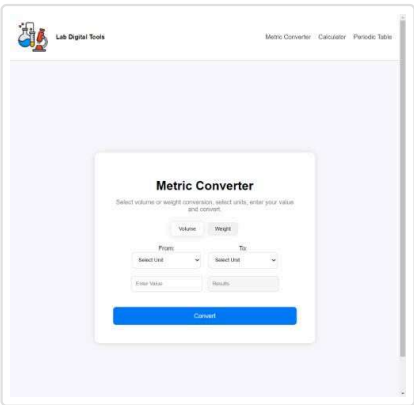 Lab Digital Tools
Metric Converter Calculator Periodic Table
Metric Converter
Select volume or weight conversion, select units, enter your value
and convert.
Volume Weight
From: To:
Select Unit Select Unit
Enter Value Results
Convert